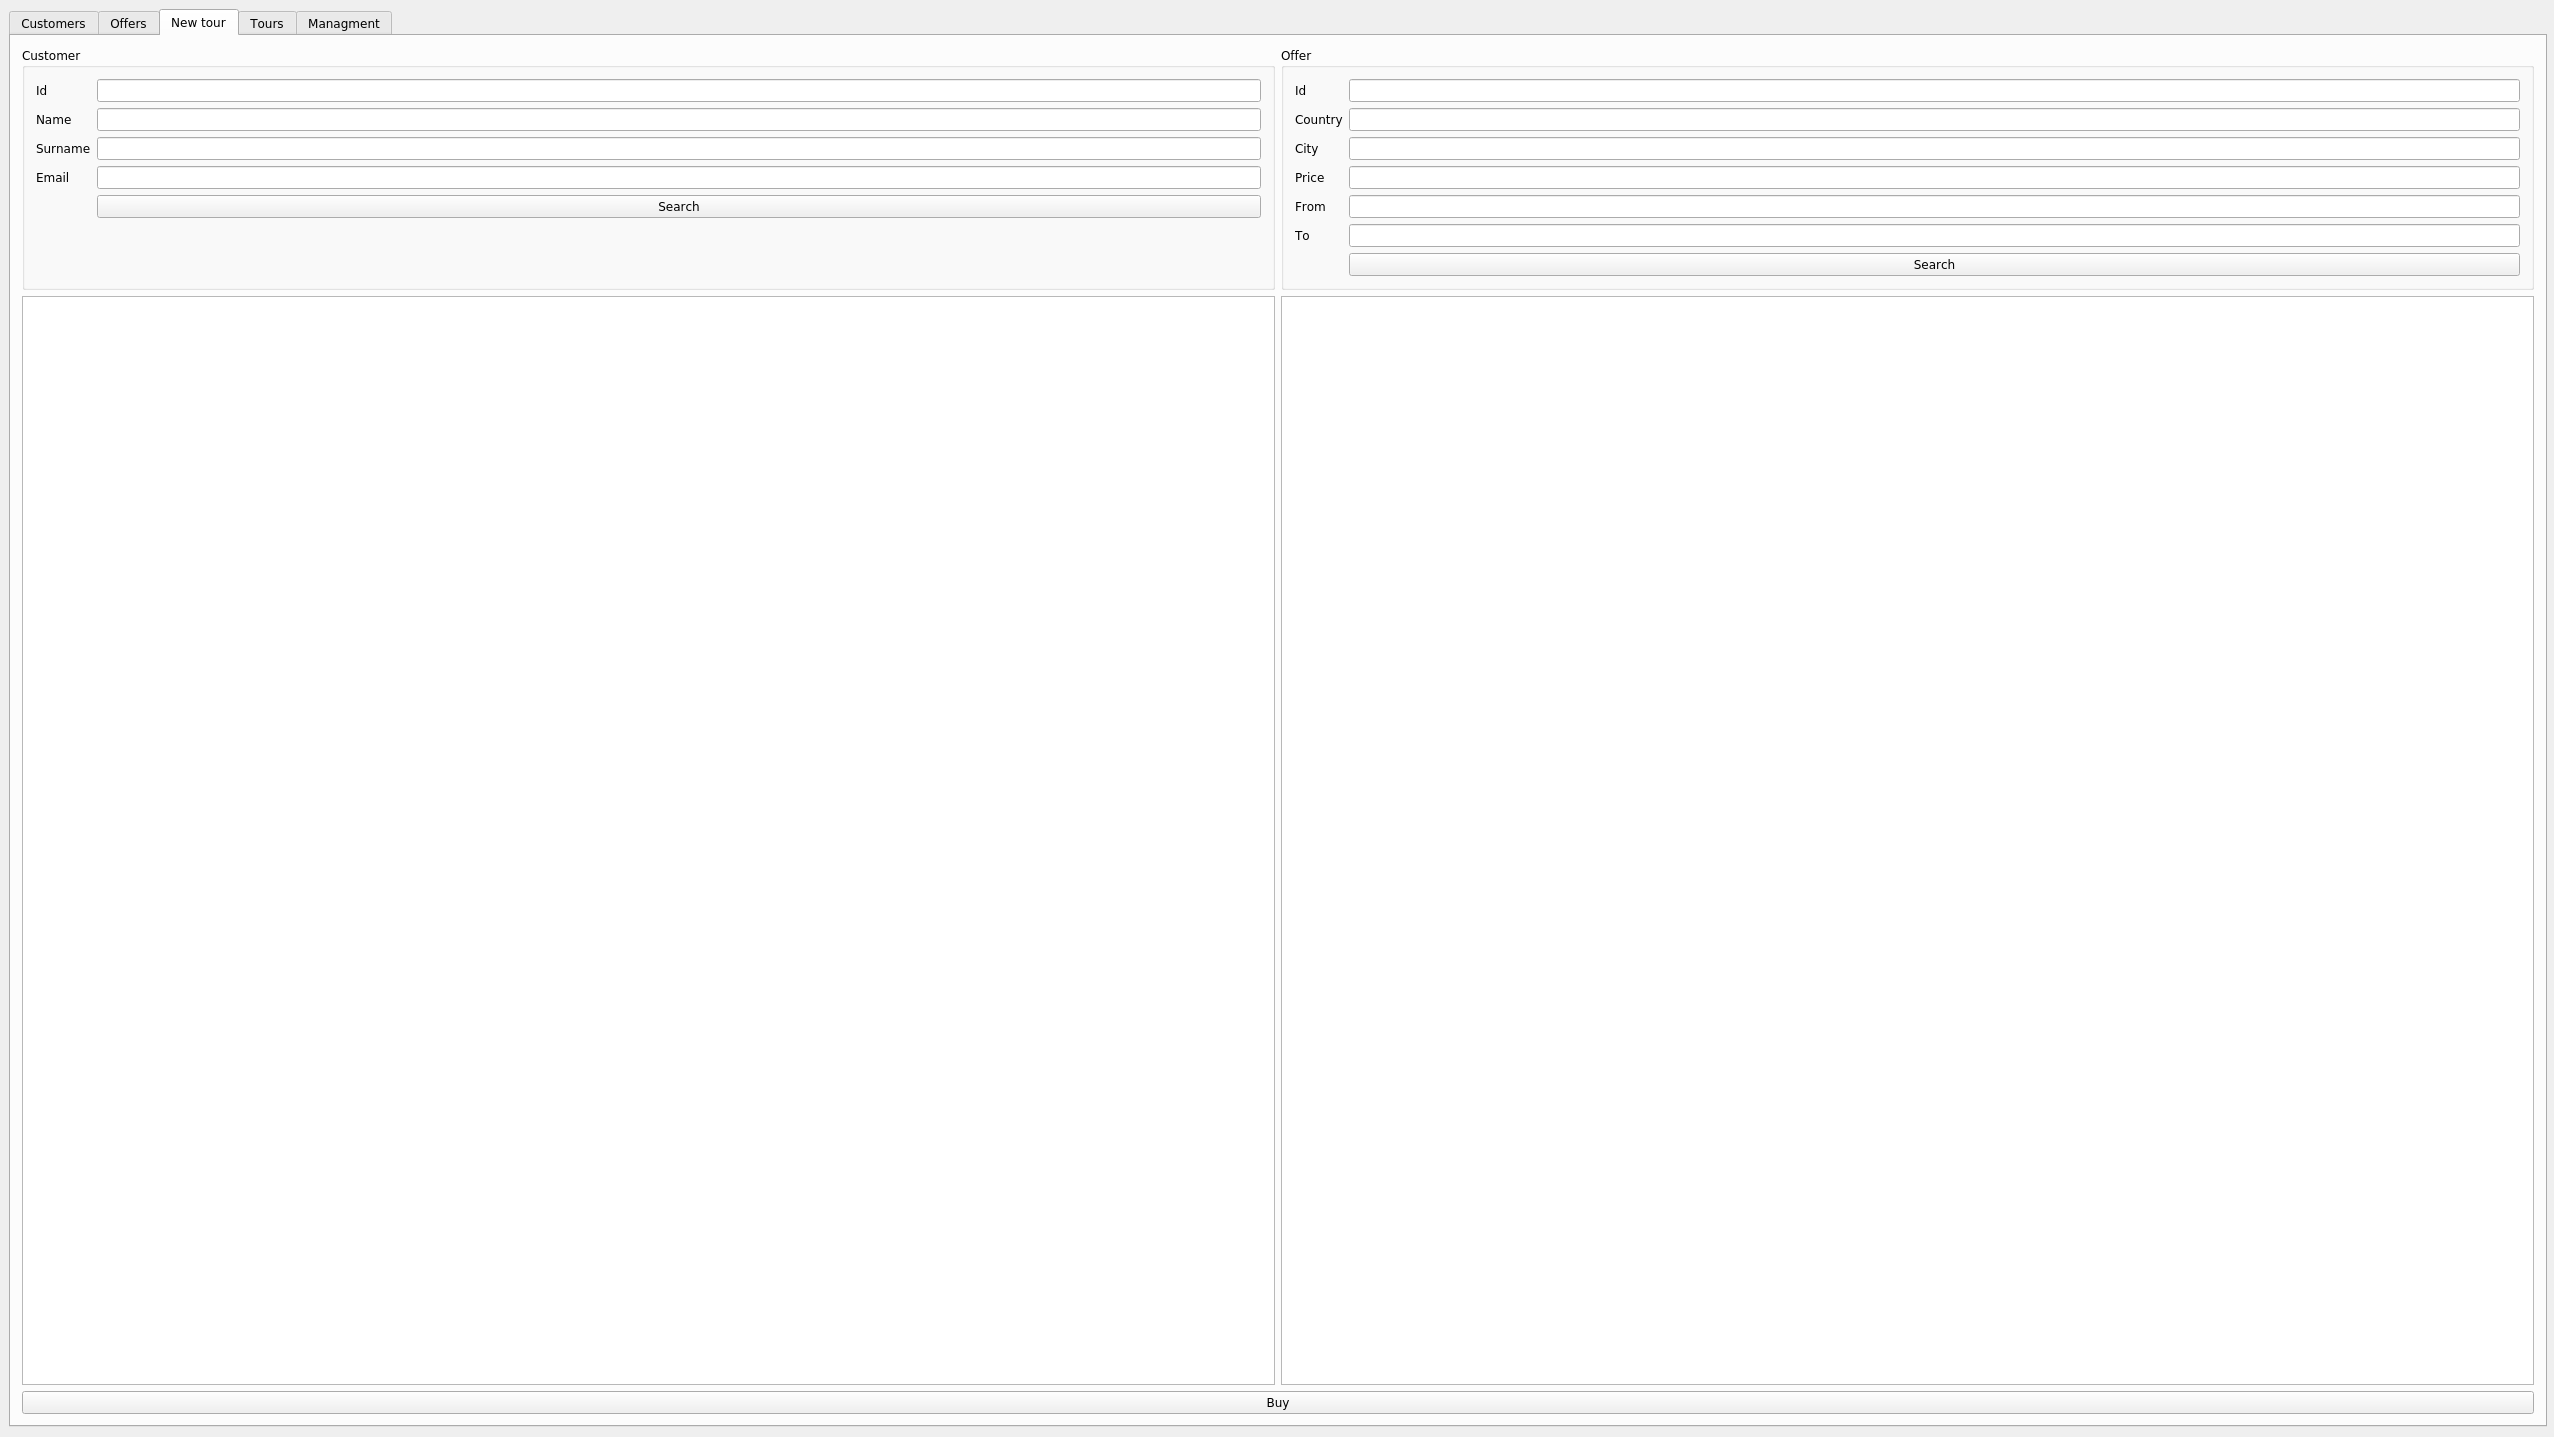 Customers Offers New tour Tours Managment
Customer
Id
Name
Surname
Email
Search
Offer
Id
Country
City
Price
From
To
Search
Buy